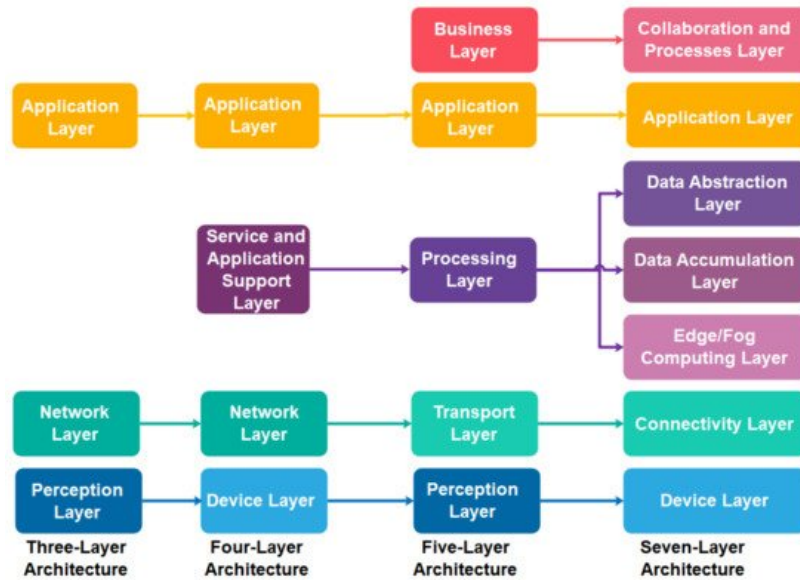 Business
Layer
Collaboration and
Processes Layer
Application
Layer
Application
Layer
Application
Layer
Application Layer
Data Abstraction
Layer
Service and
Application
Support
Layer
Processing
Layer
Data Accumulation
Layer
Edge/Fog
Computing Layer
Network
Layer
Network
Layer
Transport
Layer
Connectivity Layer
Perception
Layer
Device Layer
Perception
Layer
Device Layer
Three-Layer
Architecture
Four-Layer
Architecture
Five-Layer
Architecture
Seven-Layer
Architecture